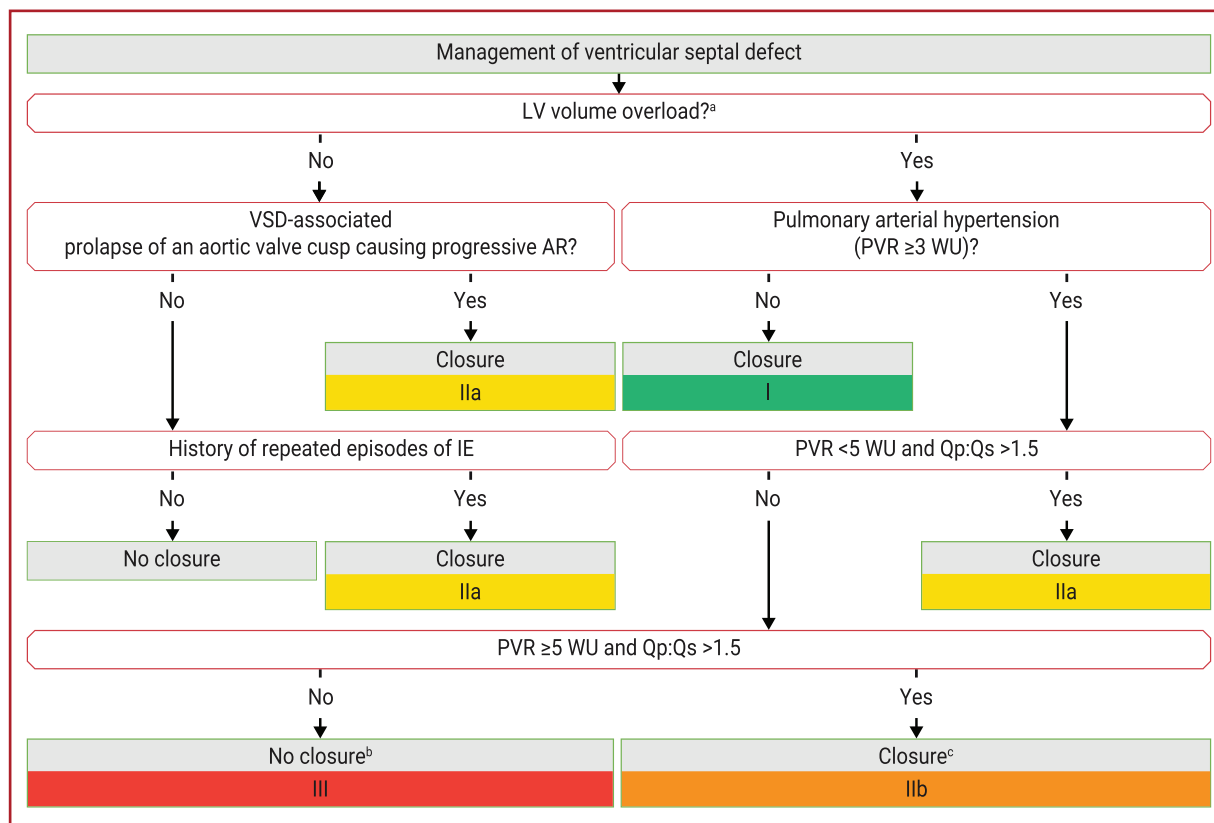 Management of ventricular septal defect
LV volume overload?ᵃ
No
Yes
VSD-associated
prolapse of an aortic valve cusp causing progressive AR?
Pulmonary arterial hypertension
(PVR ≥3 WU)?
No
Yes
No
Yes
Closure
IIa
Closure
I
History of repeated episodes of IE
PVR <5 WU and Qp:Qs >1.5
No
Yes
No
Yes
No closure
Closure
IIa
Closure
IIa
PVR ≥5 WU and Qp:Qs >1.5
No
Yes
No closureᵇ
III
Closureᶜ
IIb